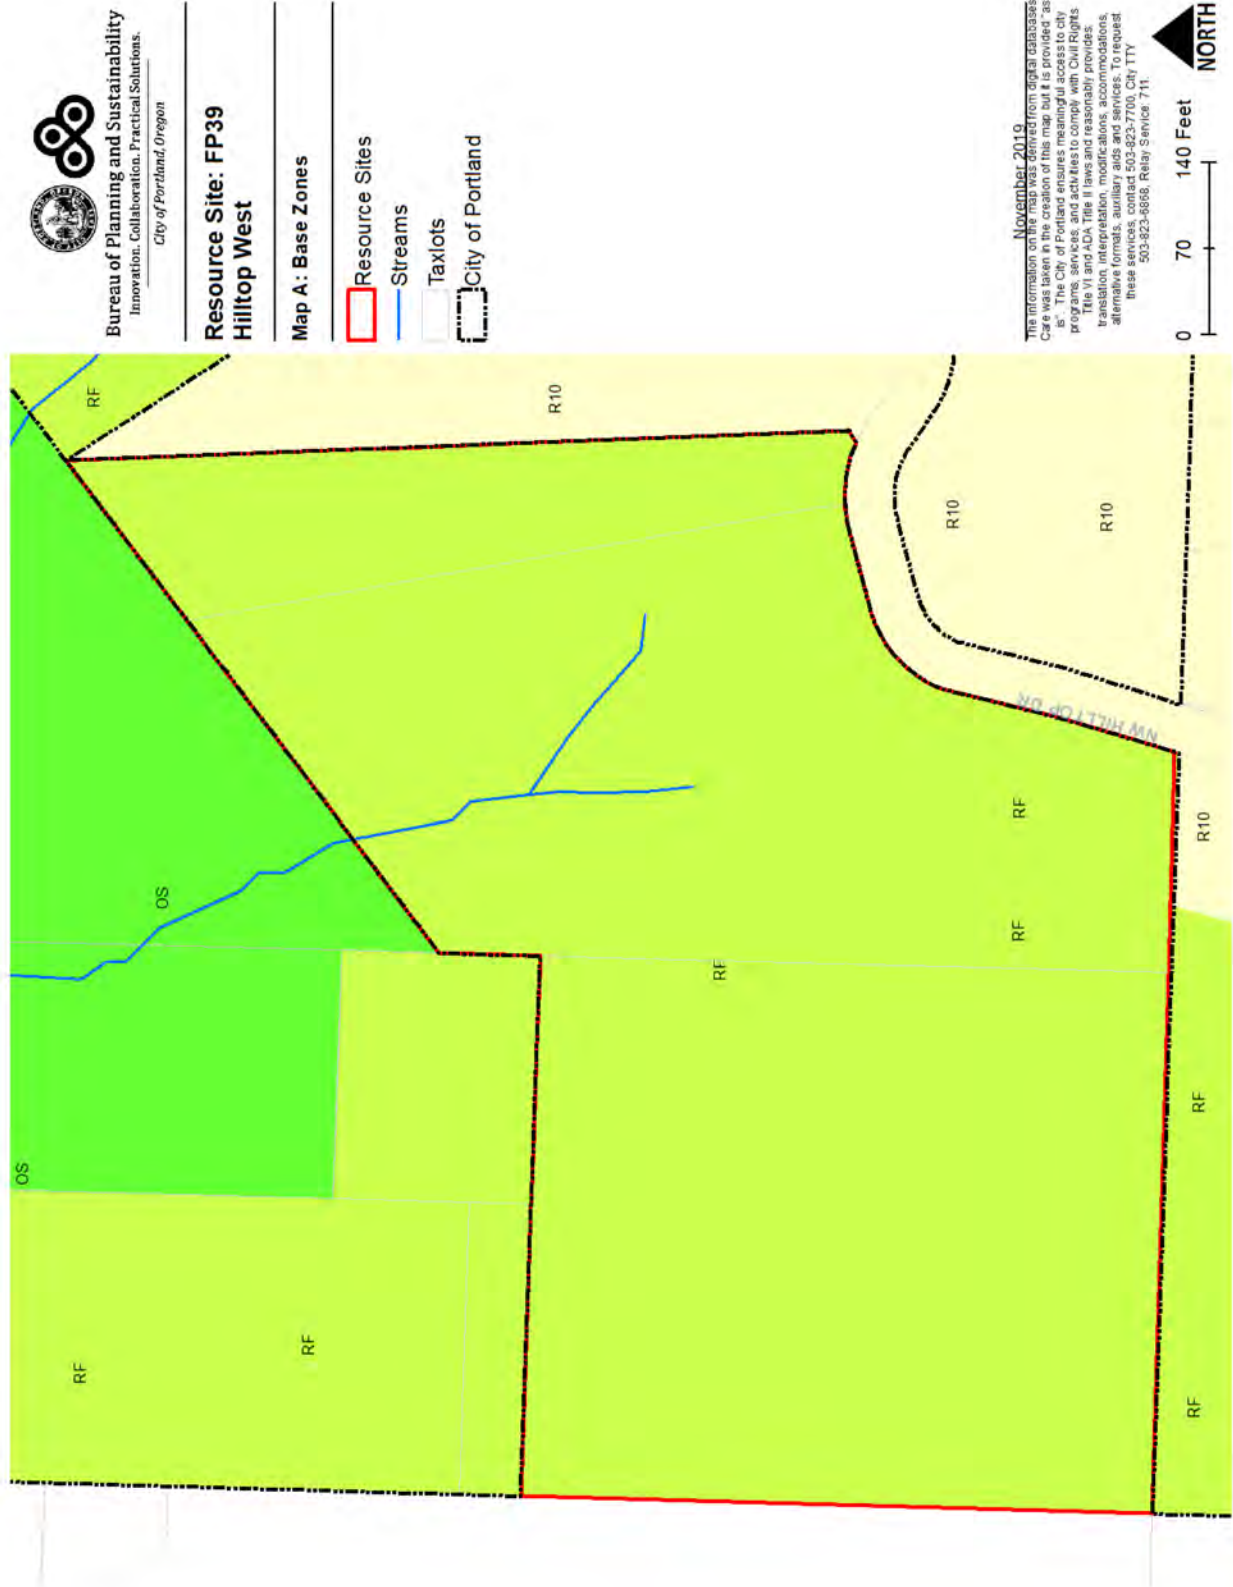 Bureau of Planning and Sustainability
Innovation. Collaboration. Practical Solutions.
City of Portland, Oregon
Resource Site: FP39
Hilltop West
Map A: Base Zones
Resource Sites
Streams
Taxlots
City of Portland
November 2019
The information on the map was derived from digital databases
Care was taken in the creation of this map but it is provided "as
is". The City of Portland ensures meaningful access to city
programs, services, and activities to comply with Civil Rights
Title VI and ADA Title II laws and reasonably provides:
translation, interpretation, modifications, accommodations,
alternative formats, auxiliary aids and services. To request
these services, contact 503-823-7700, City TTY
503-823-6868, Relay Service: 711.
0 70 140 Feet
NORTH
RF
R10
R10
R10
NW HILLTOP DR
RF
R10
OS
RF
RF
RF
OS
RF
RF
RF